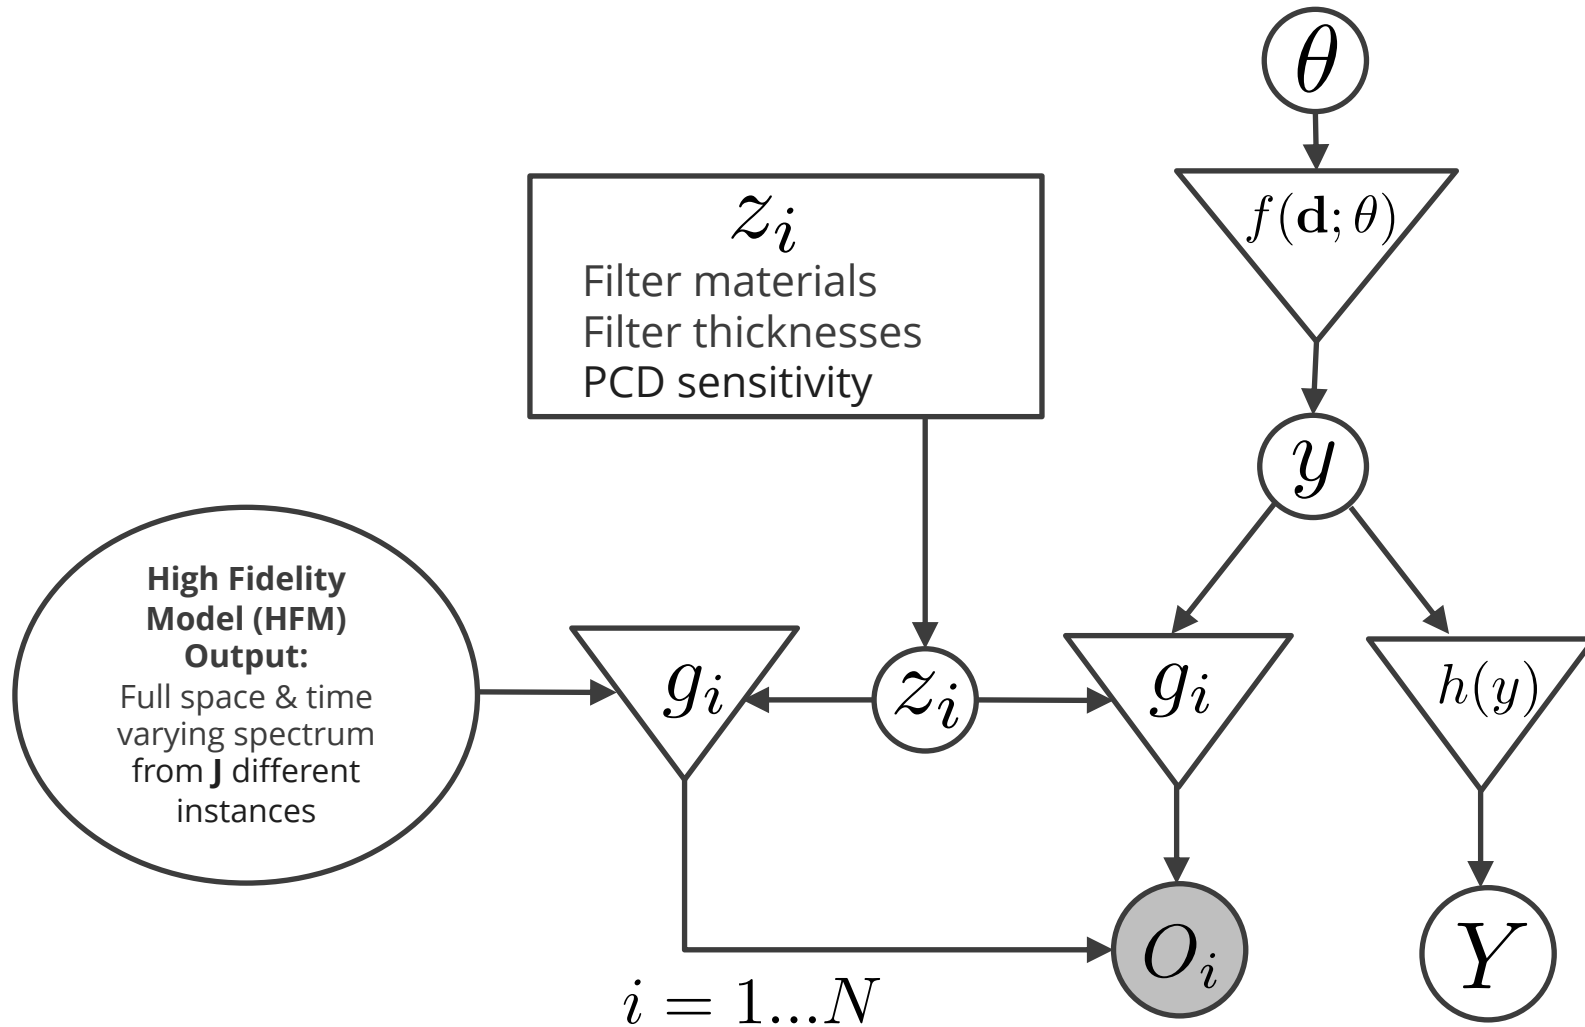 θ
f(d; θ)
z_i
Filter materials
Filter thicknesses
PCD sensitivity
y
High Fidelity
Model (HFM)
Output:
Full space & time
varying spectrum
from J different
instances
g_i
z_i
g_i
h(y)
O_i
Y
i = 1...N